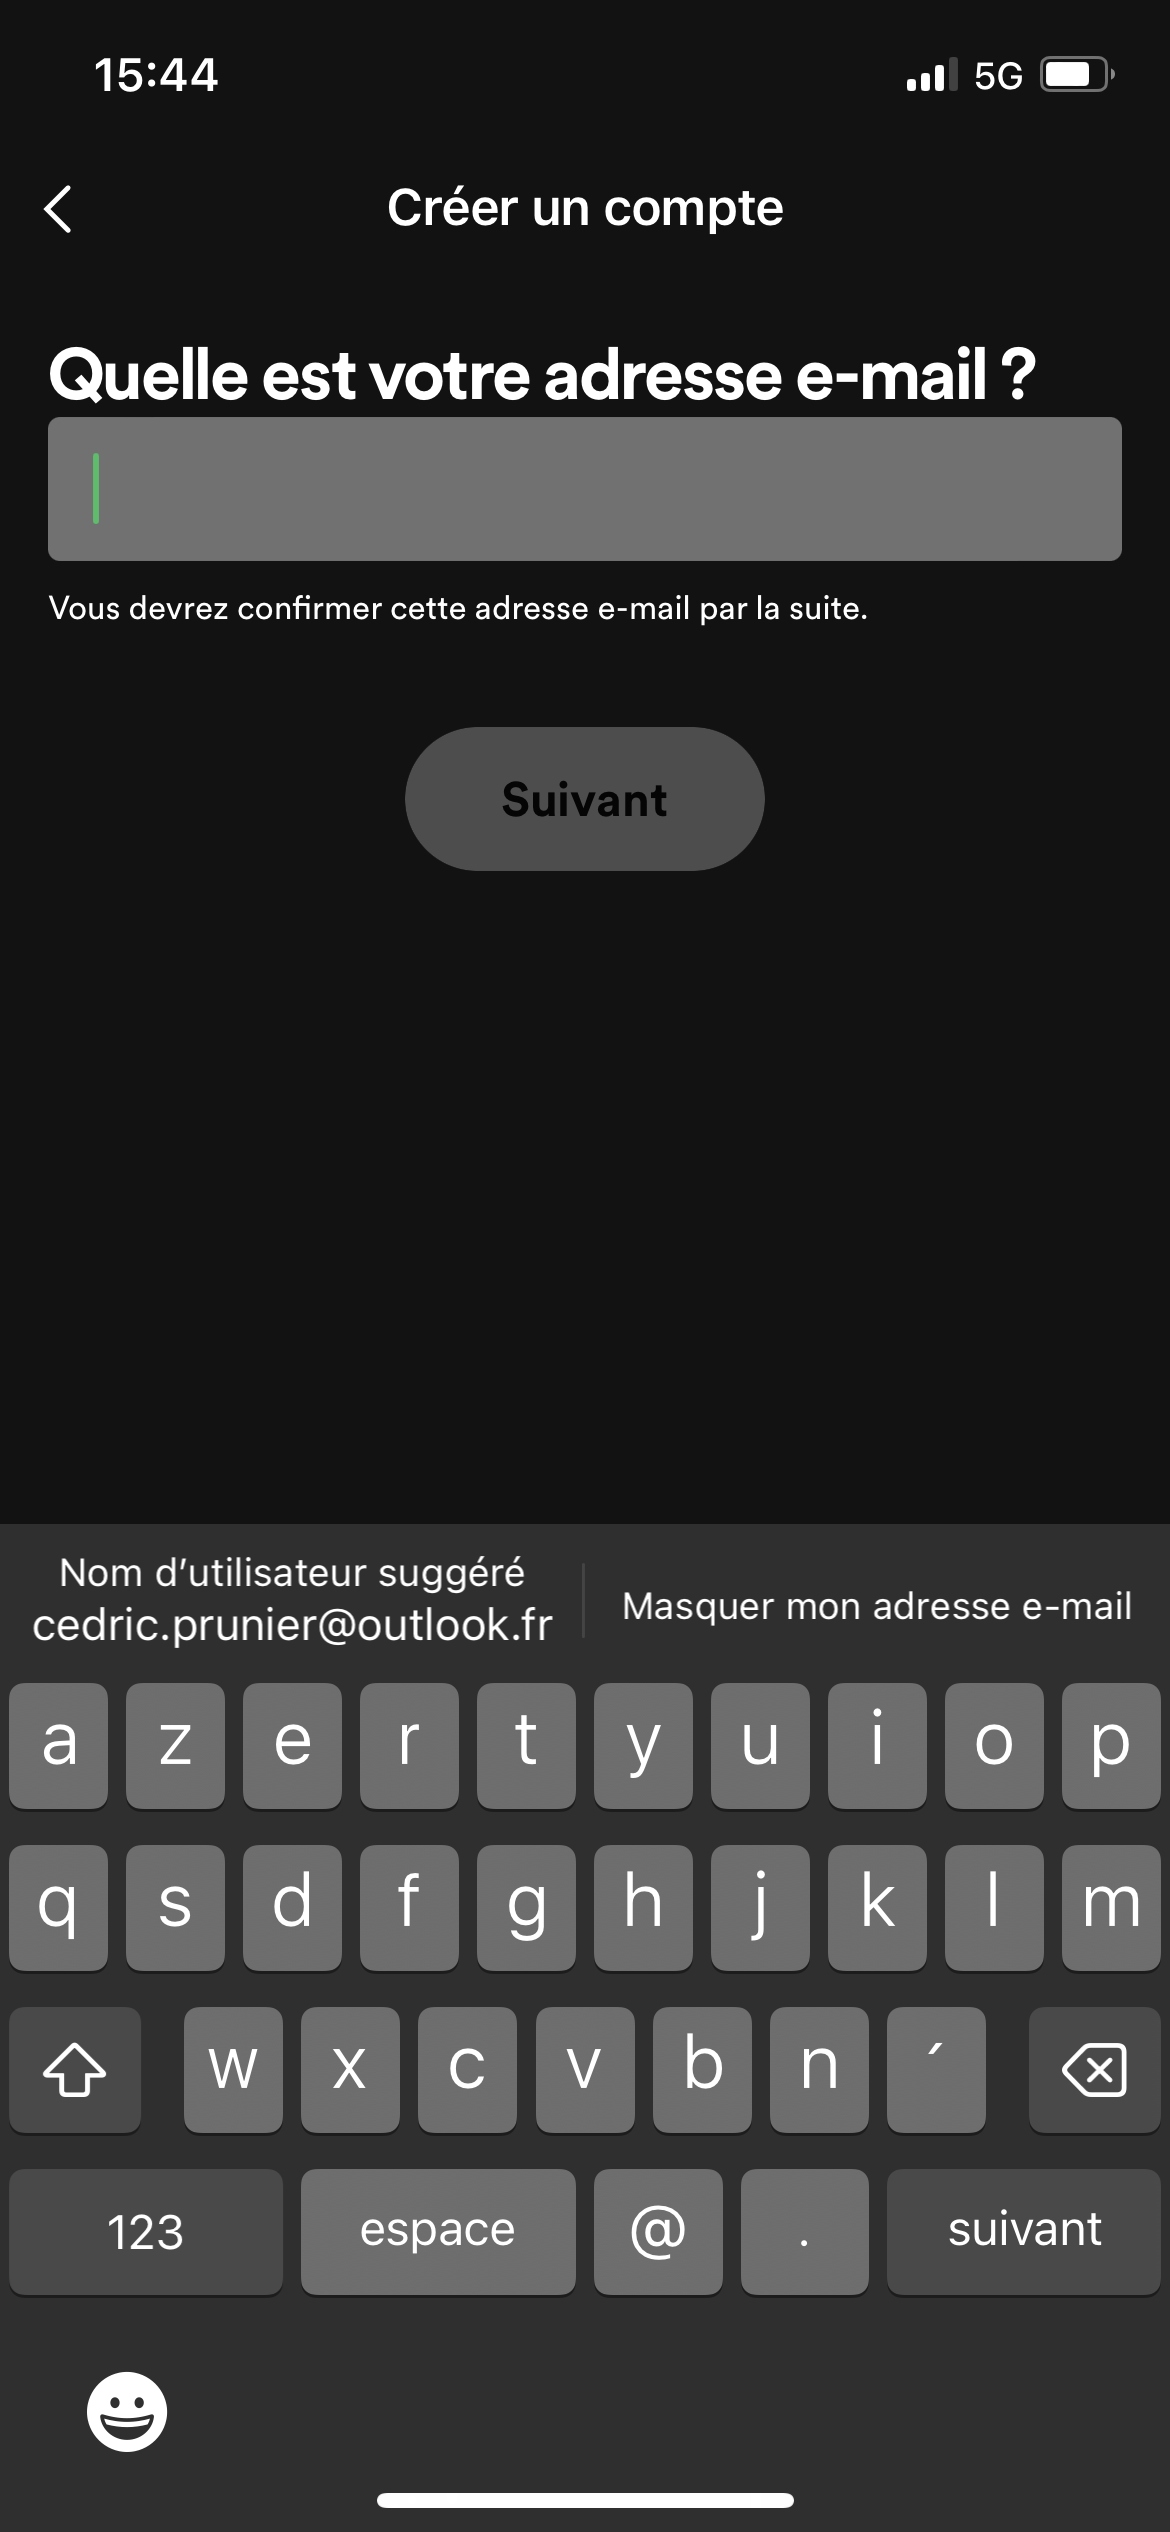 15:44
5G
Créer un compte
Quelle est votre adresse e-mail ?
Vous devrez confirmer cette adresse e-mail par la suite.
Suivant
Nom d’utilisateur suggéré
cedric.prunier@outlook.fr
Masquer mon adresse e-mail
a z e r t y u i o p
q s d f g h j k l m
w x c v b n ´
123 espace @ . suivant